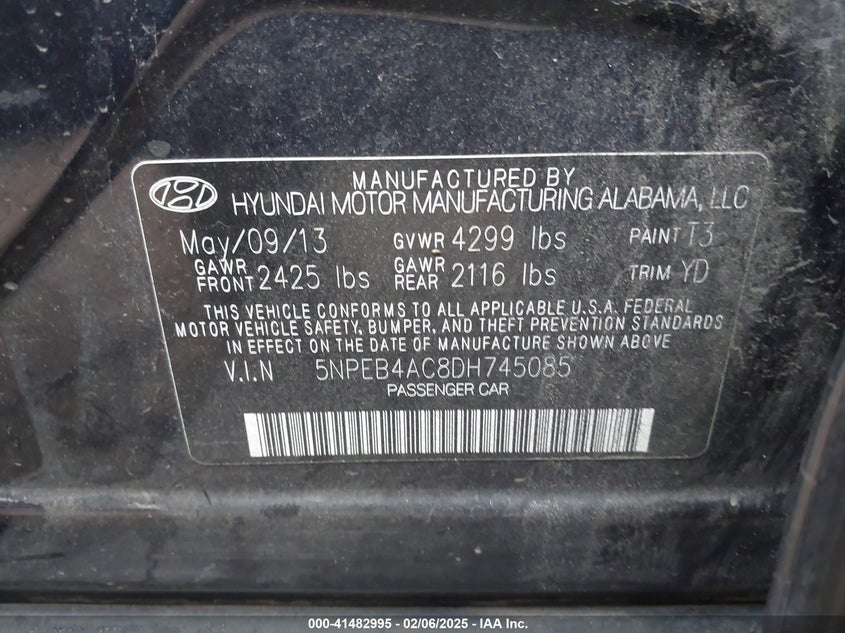 MANUFACTURED BY
HYUNDAI MOTOR MANUFACTURING ALABAMA, LLC
May/09/13 GVWR 4299 lbs PAINT T3
GAWR FRONT 2425 lbs GAWR REAR 2116 lbs TRIM YD
THIS VEHICLE CONFORMS TO ALL APPLICABLE U.S.A. FEDERAL
MOTOR VEHICLE SAFETY, BUMPER, AND THEFT PREVENTION STANDARDS
IN EFFECT ON THE DATE OF MANUFACTURE SHOWN ABOVE
V.I.N 5NPEB4AC8DH745085
PASSENGER CAR
000-41482995 - 02/06/2025 - IAA Inc.